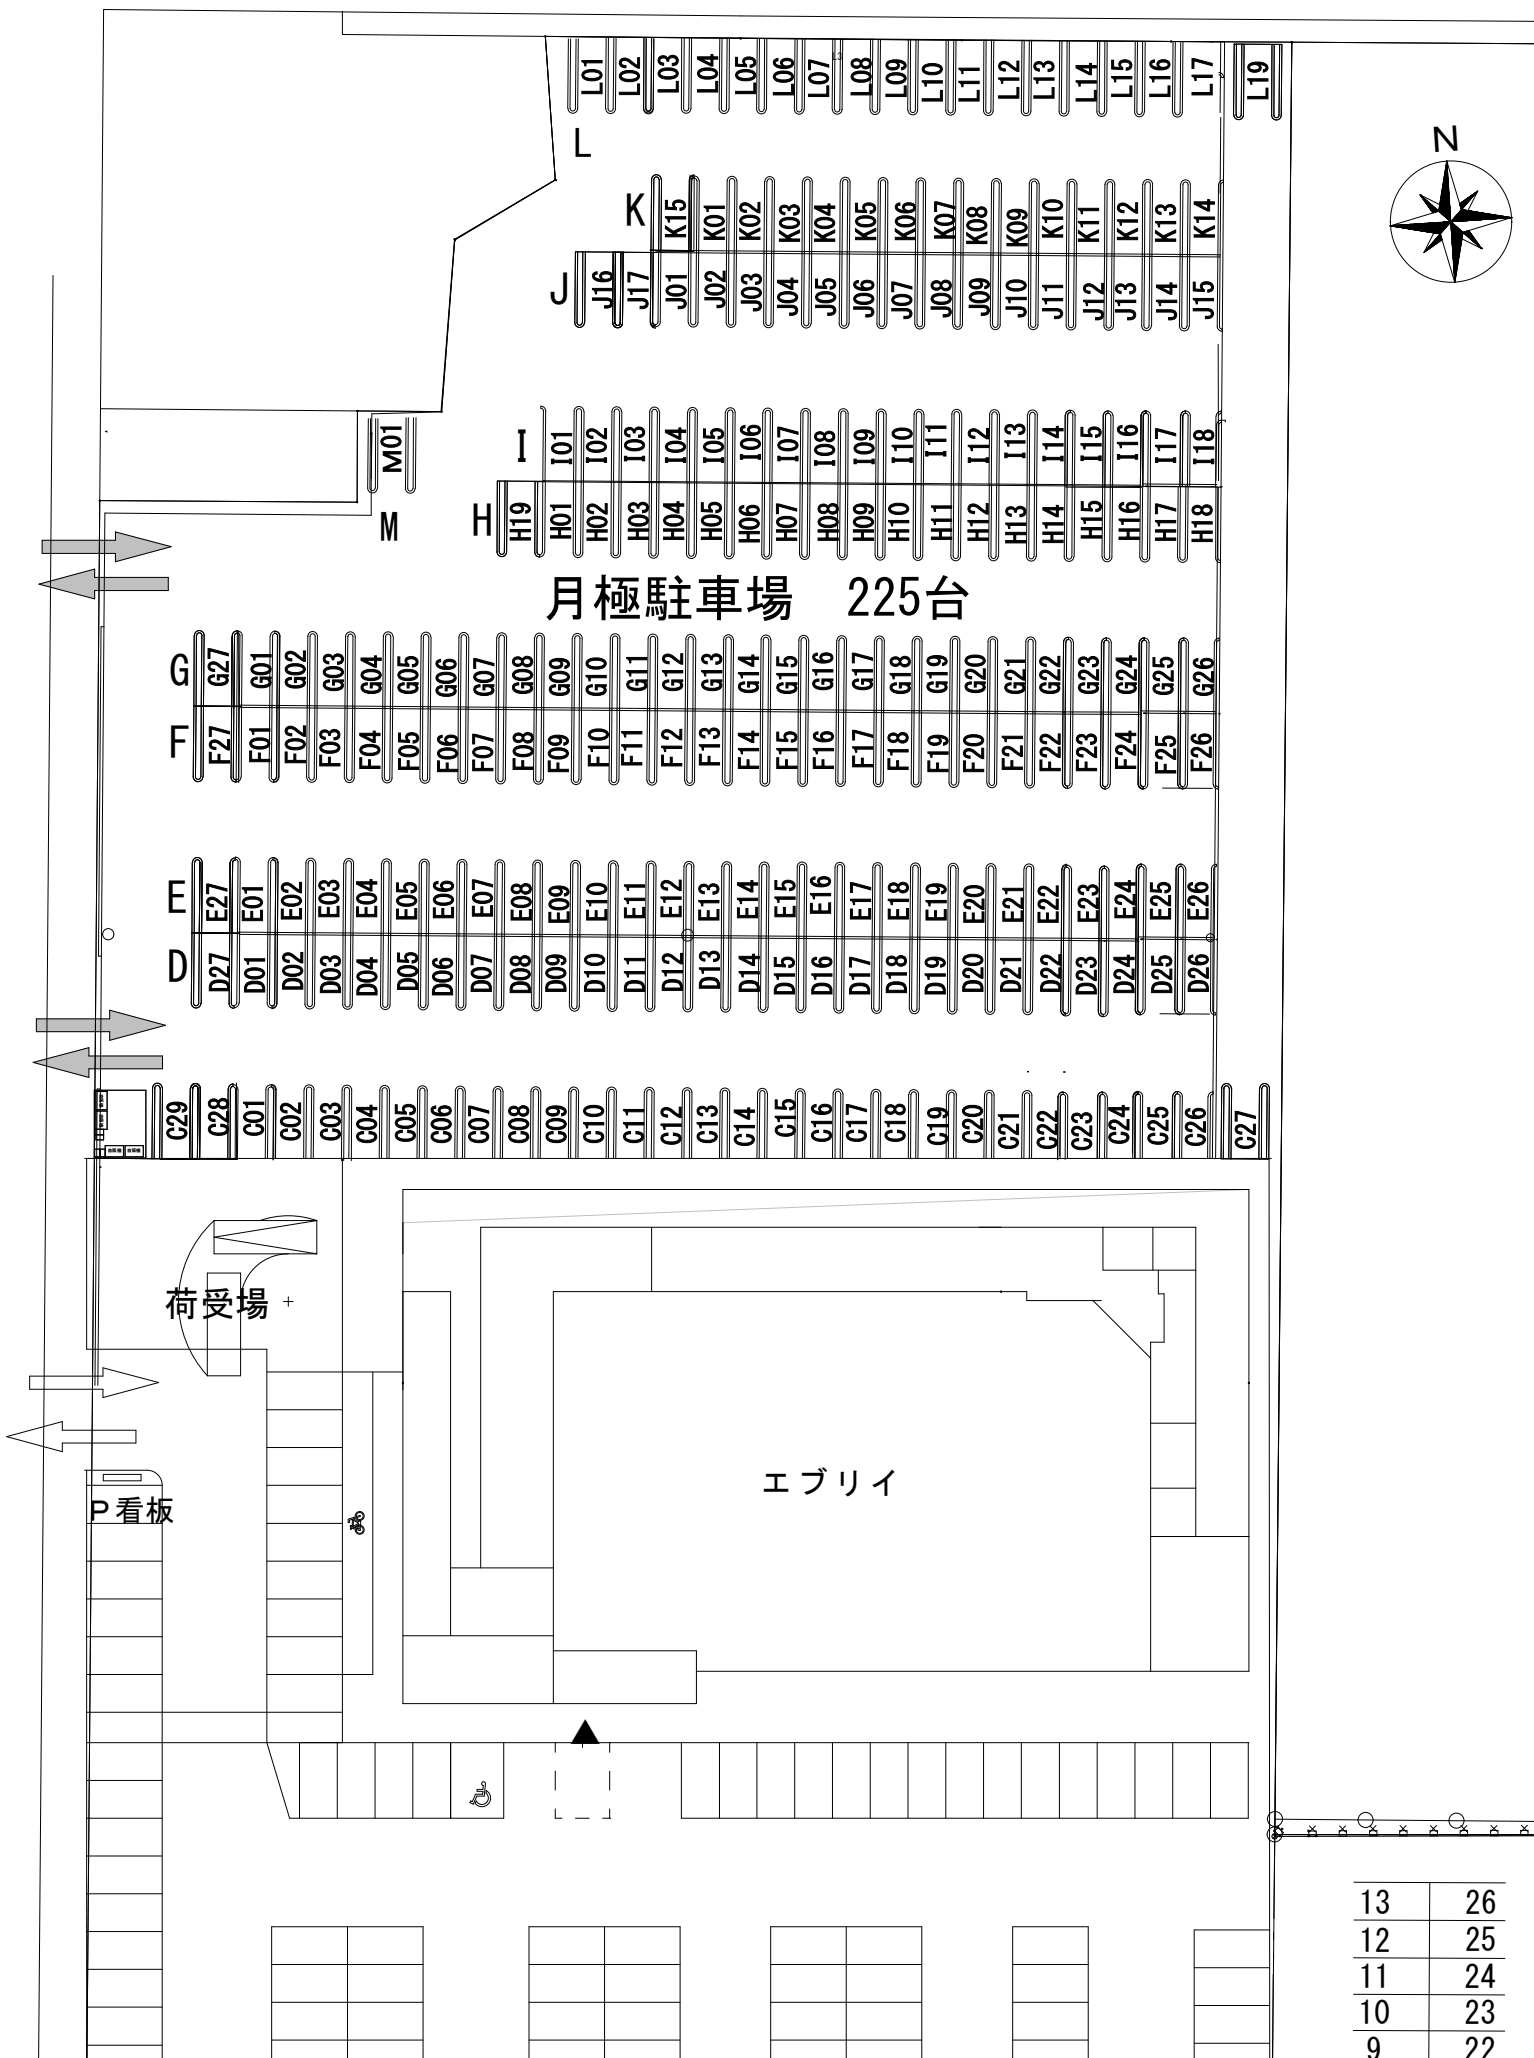 L01 L02 L03 L04 L05 L06 L07 L08 L09 L10 L11 L12 L13 L14 L15 L16 L17 L19
L
N
K K15 K01 K02 K03 K04 K05 K06 K07 K08 K09 K10 K11 K12 K13 K14
J J16 J17 J01 J02 J03 J04 J05 J06 J07 J08 J09 J10 J11 J12 J13 J14 J15
M01
I I01 I02 I03 I04 I05 I06 I07 I08 I09 I10 I11 I12 I13 I14 I15 I16 I17 I18
M
H H19 H01 H02 H03 H04 H05 H06 H07 H08 H09 H10 H11 H12 H13 H14 H15 H16 H17 H18
月極駐車場 225台
G G27 G01 G02 G03 G04 G05 G06 G07 G08 G09 G10 G11 G12 G13 G14 G15 G16 G17 G18 G19 G20 G21 G22 G23 G24 G25 G26
F F27 F01 F02 F03 F04 F05 F06 F07 F08 F09 F10 F11 F12 F13 F14 F15 F16 F17 F18 F19 F20 F21 F22 F23 F24 F25 F26
E E27 E01 E02 E03 E04 E05 E06 E07 E08 E09 E10 E11 E12 E13 E14 E15 E16 E17 E18 E19 E20 E21 E22 E23 E24 E25 E26
D D27 D01 D02 D03 D04 D05 D06 D07 D08 D09 D10 D11 D12 D13 D14 D15 D16 D17 D18 D19 D20 D21 D22 D23 D24 D25 D26
C29 C28 C01 C02 C03 C04 C05 C06 C07 C08 C09 C10 C11 C12 C13 C14 C15 C16 C17 C18 C19 C20 C21 C22 C23 C24 C25 C26 C27
荷受場
エブリイ
P看板
13 26
12 25
11 24
10 23
9 22